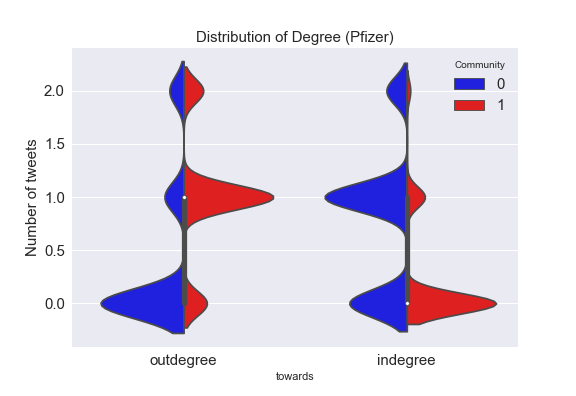 Distribution of Degree (Pfizer)
Community
0
1
2.0
1.5
1.0
0.5
0.0
Number of tweets
outdegree
indegree
towards